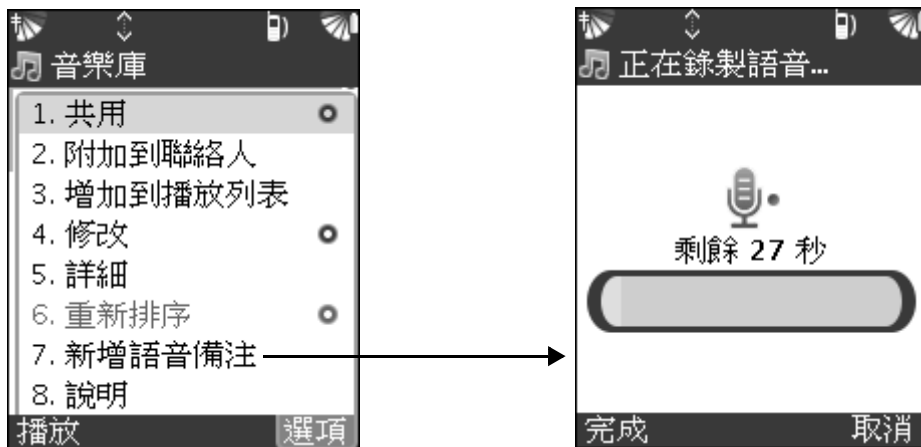 音樂庫
1. 共用
2. 附加到聯絡人
3. 增加到播放列表
4. 修改
5. 詳細
6. 重新排序
7. 新增語音備注
8. 說明
播放 選項
正在錄製語音...
剩餘 27 秒
完成 取消